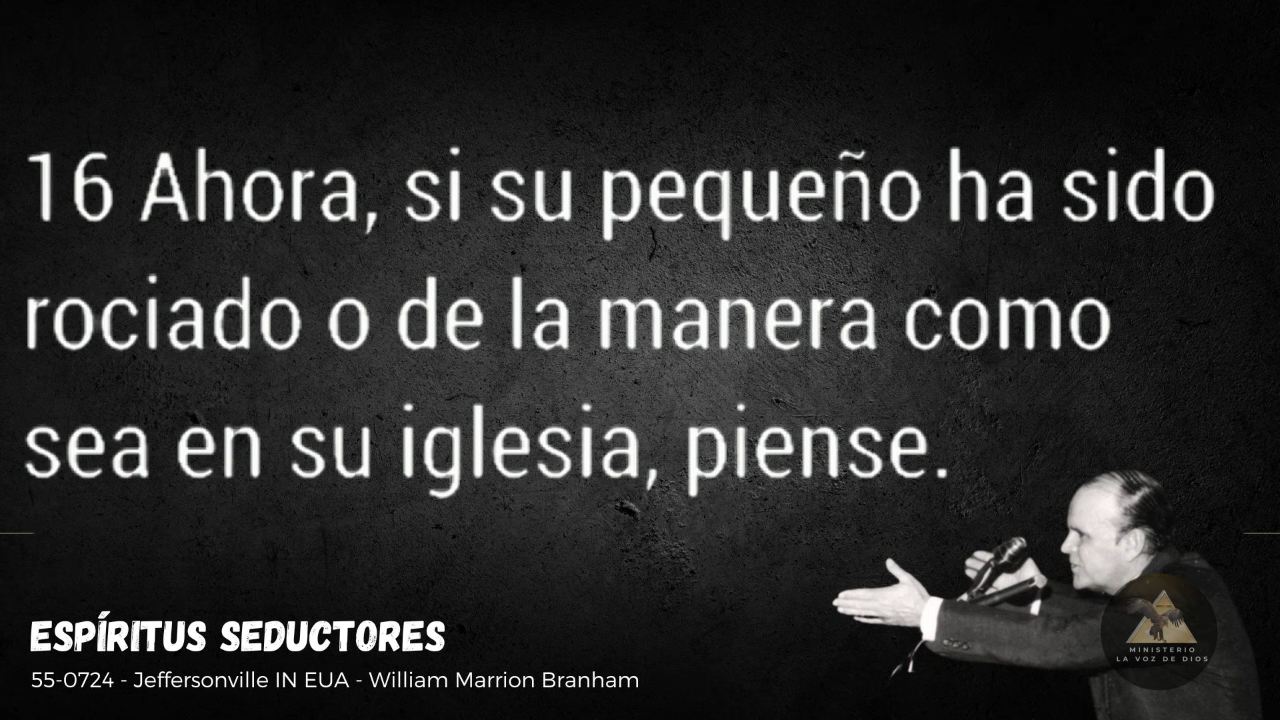 16 Ahora, si su pequeño ha sido
rociado o de la manera como
sea en su iglesia, piense.
ESPÍRITUS SEDUCTORES
55-0724 - Jeffersonville IN EUA - William Marrion Branham
MINISTERIO
LA VOZ DE DIOS